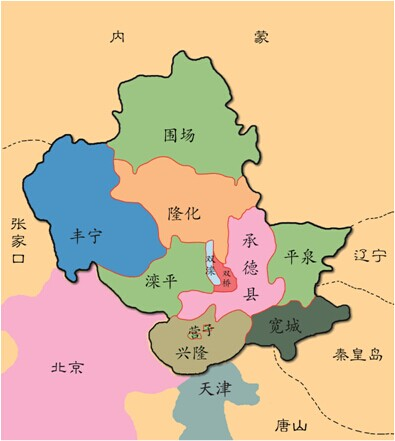 内 蒙
围场
隆化
张家口
丰宁
承德县
平泉
辽宁
双滦
双桥
滦平
营子
兴隆
宽城
秦皇岛
北京
天津
唐山